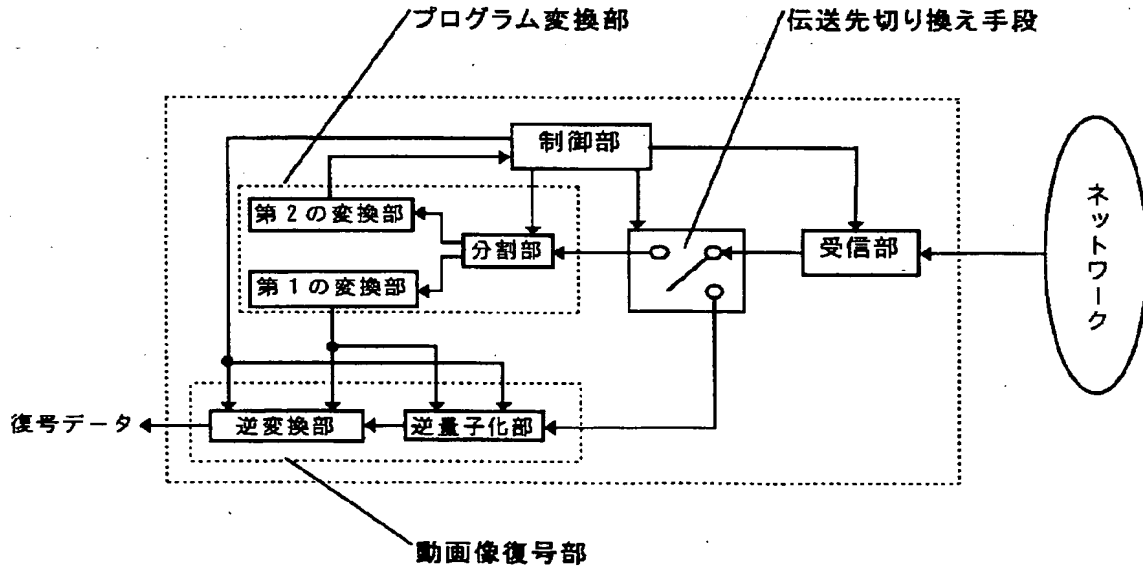 プログラム変換部
伝送先切り換え手段
制御部
第2の変換部
分割部
受信部
第1の変換部
ネットワーク
復号データ
逆変換部
逆量子化部
動画像復号部